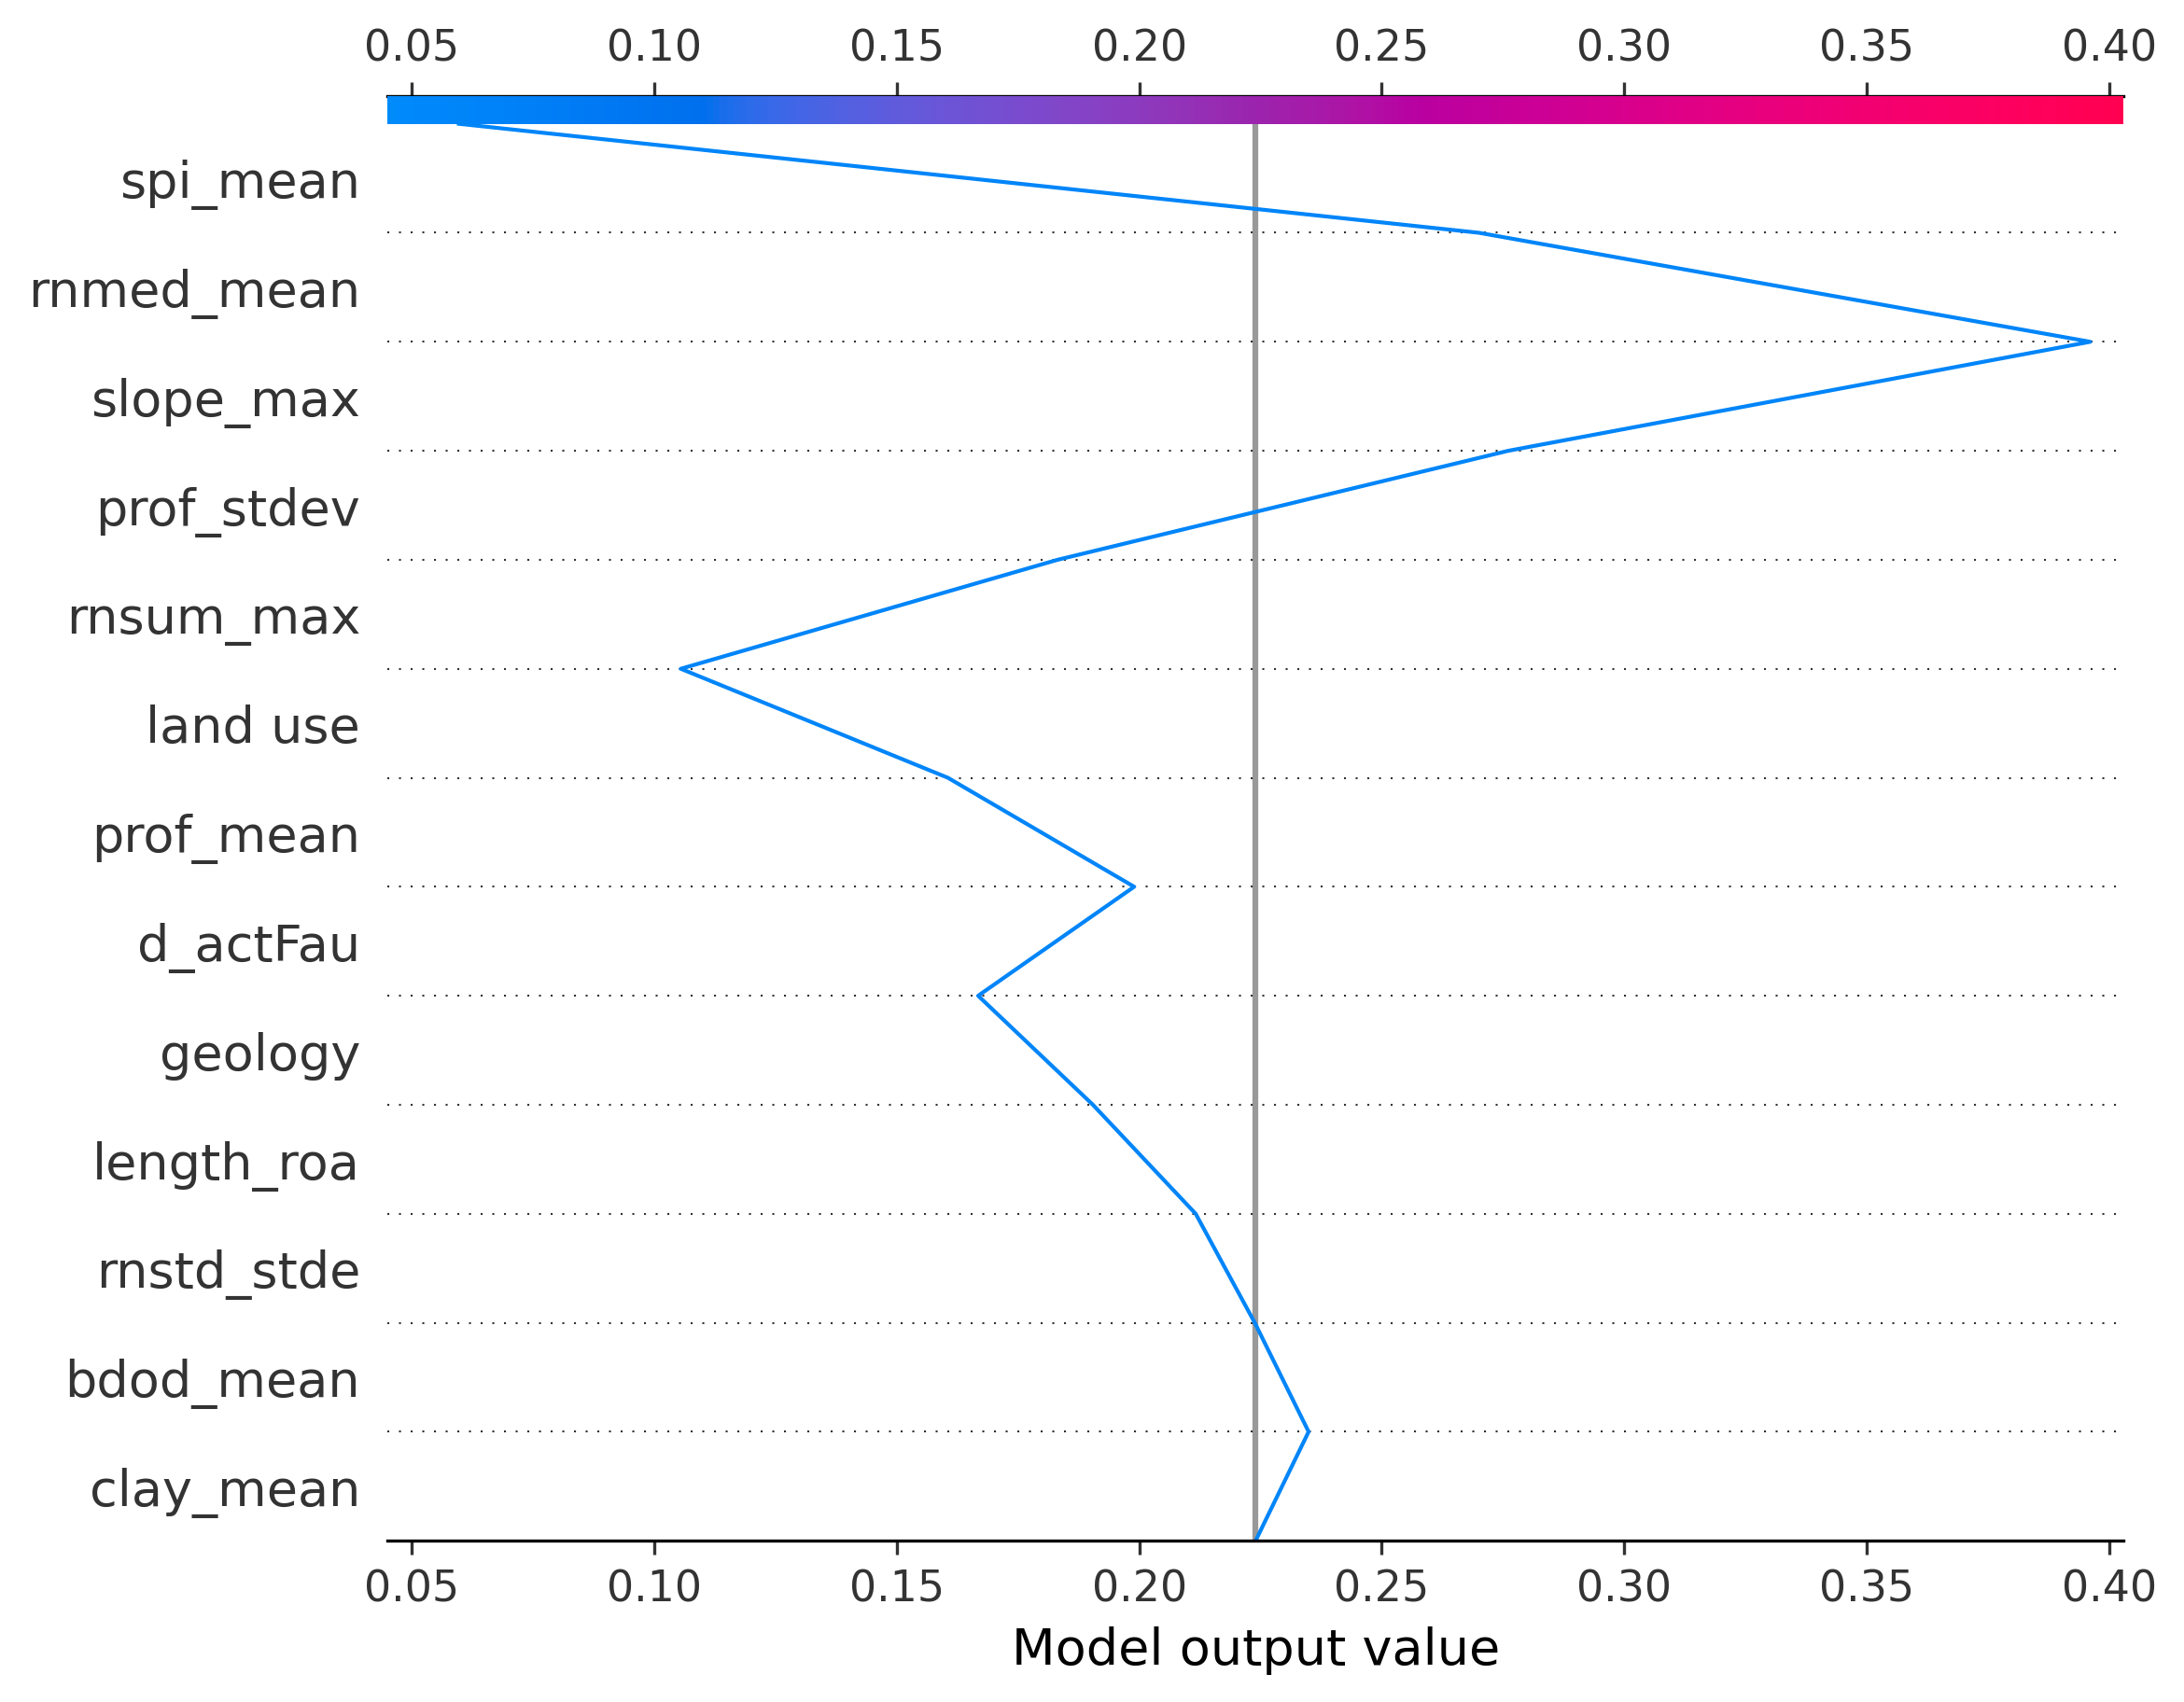 0.05 0.10 0.15 0.20 0.25 0.30 0.35 0.40
spi_mean
rnmed_mean
slope_max
prof_stdev
rnsum_max
land use
prof_mean
d_actFau
geology
length_roa
rnstd_stde
bdod_mean
clay_mean
0.05 0.10 0.15 0.20 0.25 0.30 0.35 0.40
Model output value